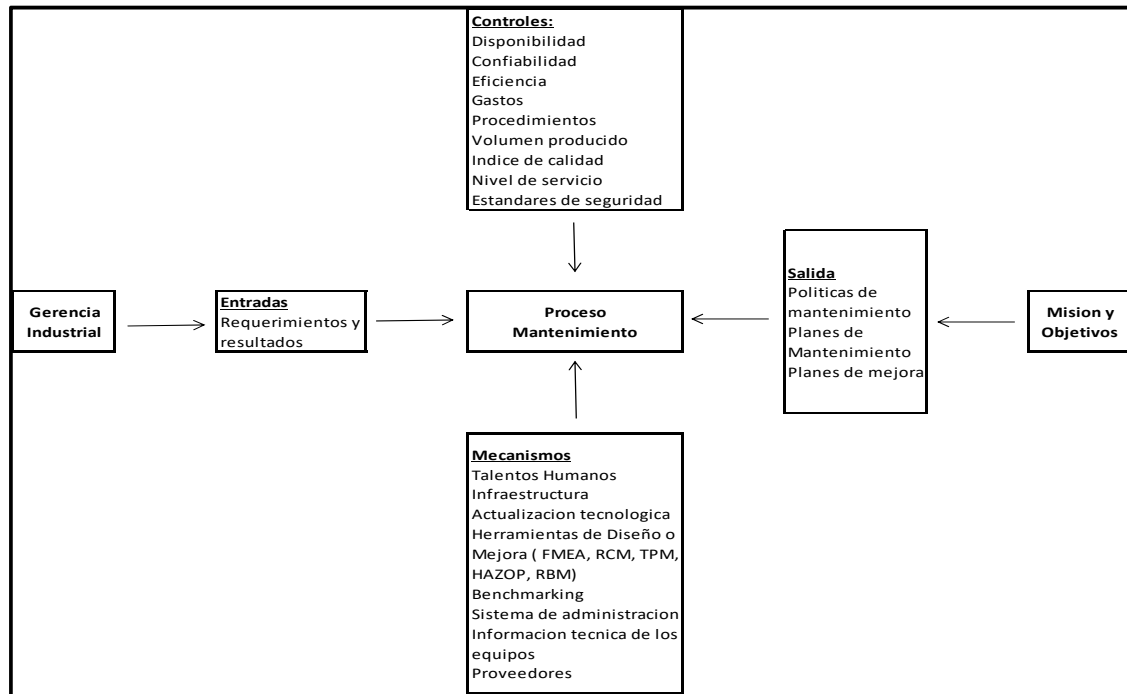 Controles:
Disponibilidad
Confiabilidad
Eficiencia
Gastos
Procedimientos
Volumen producido
Indice de calidad
Nivel de servicio
Estandares de seguridad
Gerencia
Industrial
Entradas
Requerimientos y
resultados
Proceso
Mantenimiento
Salida
Politicas de
mantenimiento
Planes de
Mantenimiento
Planes de mejora
Mision y
Objetivos
Mecanismos
Talentos Humanos
Infraestructura
Actualizacion tecnologica
Herramientas de Diseño o
Mejora ( FMEA, RCM, TPM,
HAZOP, RBM)
Benchmarking
Sistema de administracion
Informacion tecnica de los
equipos
Proveedores